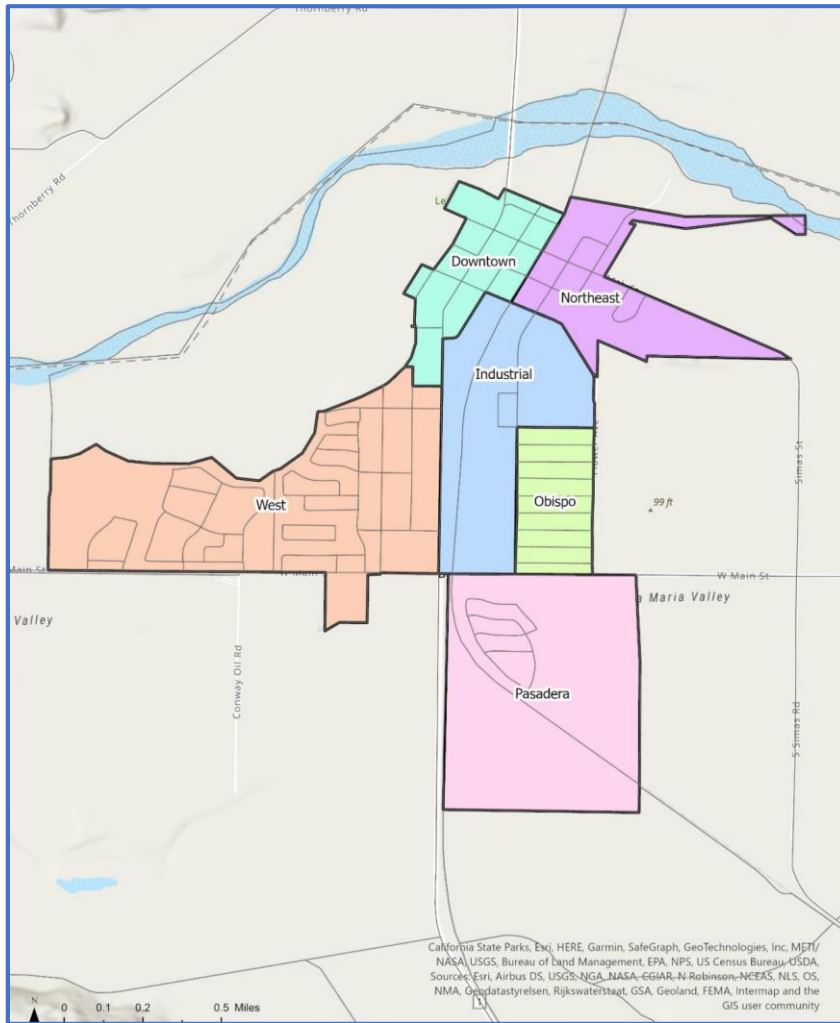 Thornberry Rd
Thornberry Rd
Le
Downtown
Northeast
Industrial
Simas St
West
Obispo
99 ft
Main St
W Main
W Main St
a Maria Valley
Valley
Conway Oil Rd
Pasadera
S Simas Rd
California State Parks, Esri, HERE, Garmin, SafeGraph, GeoTechnologies, Inc, METI/
NASA, USGS, Bureau of Land Management, EPA, NPS, US Census Bureau, USDA,
Sources: Esri, Airbus DS, USGS, NGA, NASA, CGIAR, N Robinson, NCEAS, NLS, OS,
NMA, Geodatastyrelsen, Rijkswaterstaat, GSA, Geoland, FEMA, Intermap and the
GIS user community
1
N
0 0.1 0.2 0.5 Miles